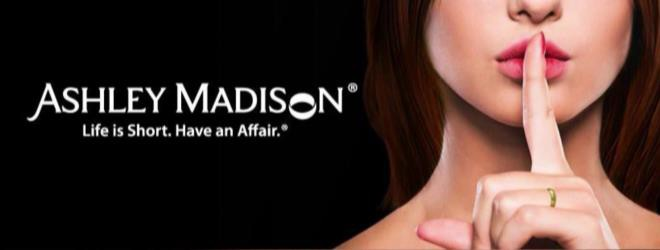 ASHLEY MADISON®
Life is Short. Have an Affair.®